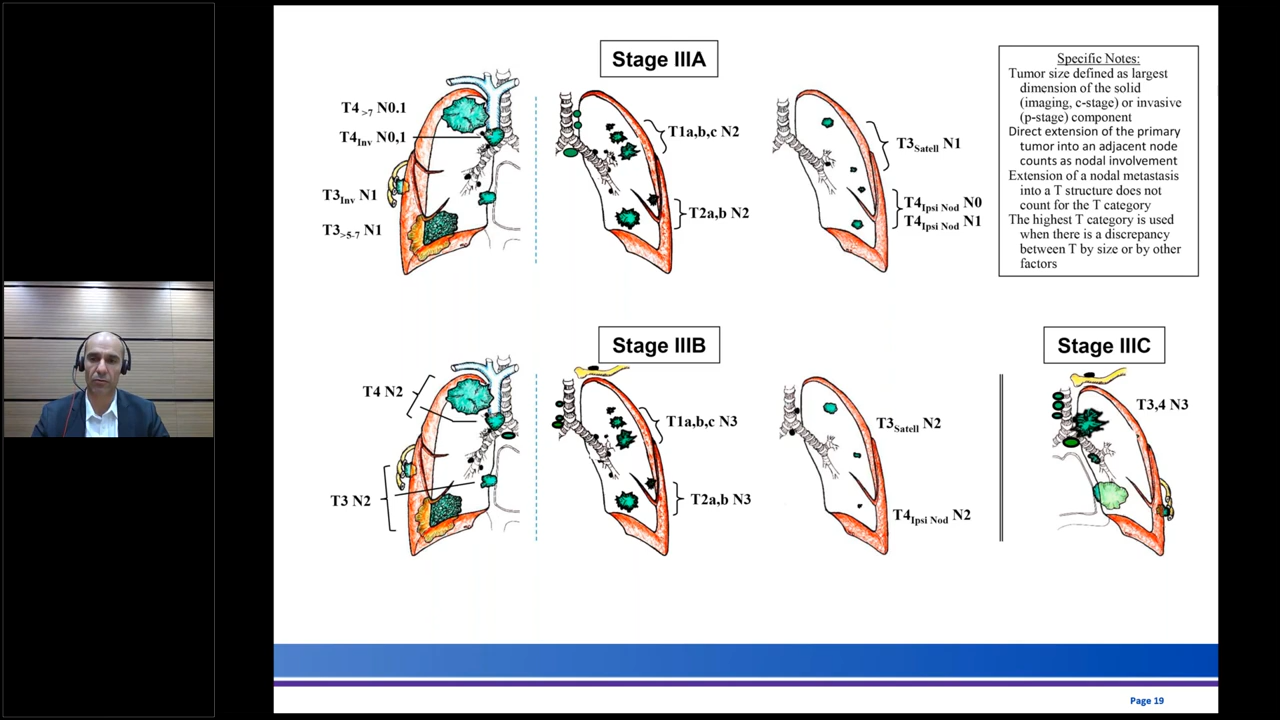 Stage IIIA
T4>7 N0.1
T4Inv N0,1
T3Inv N1
T3>5-7 N1
T1a,b,c N2
T2a,b N2
T3Satell N1
T4Ipsi Nod N0
T4Ipsi Nod N1
Specific Notes:
Tumor size defined as largest
dimension of the solid
(imaging, c-stage) or invasive
(p-stage) component
Direct extension of the primary
tumor into an adjacent node
counts as nodal involvement
Extension of a nodal metastasis
into a T structure does not
count for the T category
The highest T category is used
when there is a discrepancy
between T by size or by other
factors
Stage IIIB
T4 N2
T3 N2
T1a,b,c N3
T2a,b N3
T3Satell N2
T4Ipsi Nod N2
Stage IIIC
T3,4 N3
Page 19